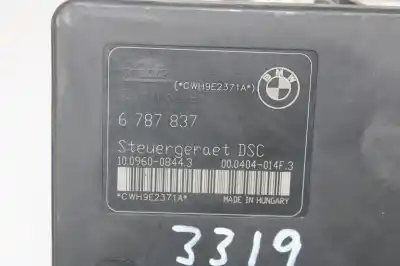 (*CWH9E2371A*)
BMW
6 787 837
Steuergeraet DSC
10.0960-0844.3 00.0404-014F.3
*CWH9E2371A* MADE IN HUNGARY
3319